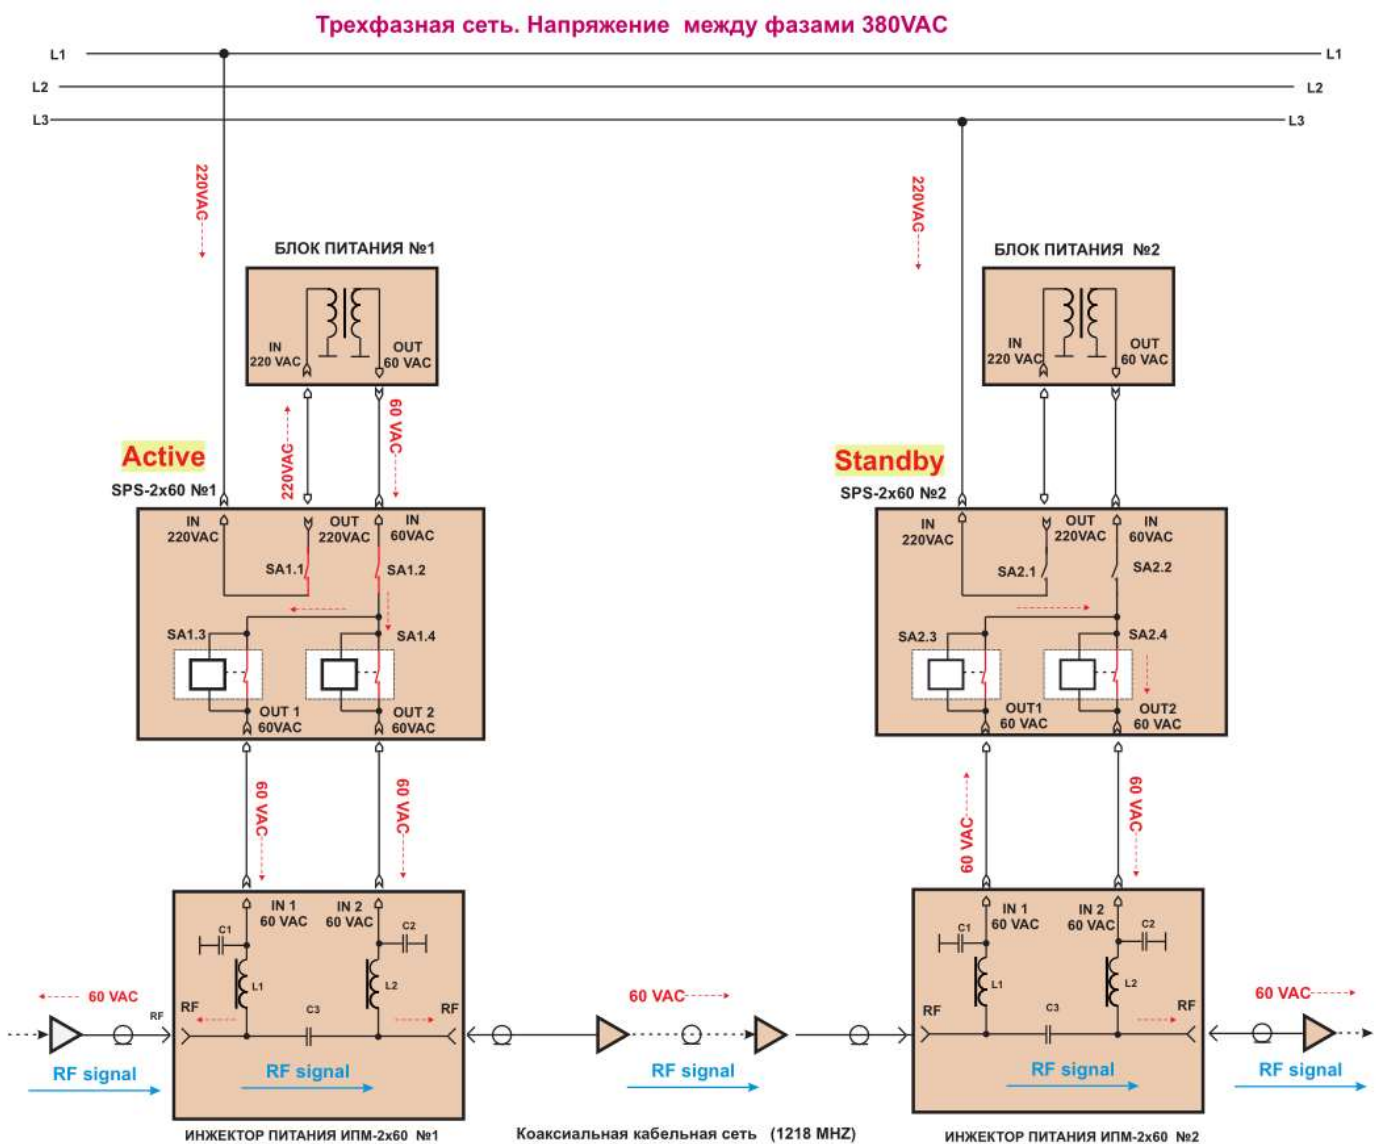 Трехфазная сеть. Напряжение между фазами 380VAC
L1 L1
L2 L2
L3 L3
220VAC
220VAC
БЛОК ПИТАНИЯ №1
БЛОК ПИТАНИЯ №2
IN
220 VAC
OUT
60 VAC
IN
220 VAC
OUT
60 VAC
220VAC
60 VAC
Active
SPS-2x60 №1
Standby
SPS-2x60 №2
IN
220VAC
OUT
220VAC
IN
60VAC
SA1.1
SA1.2
SA1.3
SA1.4
OUT 1
60VAC
OUT 2
60VAC
IN
220VAC
OUT
220VAC
IN
60VAC
SA2.1
SA2.2
SA2.3
SA2.4
OUT1
60 VAC
OUT2
60 VAC
60 VAC
60 VAC
60 VAC
60 VAC
IN 1
60 VAC
IN 2
60 VAC
C1
C2
L1
L2
C3
RF
RF
IN 1
60 VAC
IN 2
60 VAC
C1
C2
L1
L2
C3
RF
RF
60 VAC
RF
60 VAC
60 VAC
RF signal
RF signal
RF signal
RF signal
RF signal
ИНЖЕКТОР ПИТАНИЯ ИПМ-2x60 №1
Коаксиальная кабельная сеть (1218 MHZ)
ИНЖЕКТОР ПИТАНИЯ ИПМ-2x60 №2